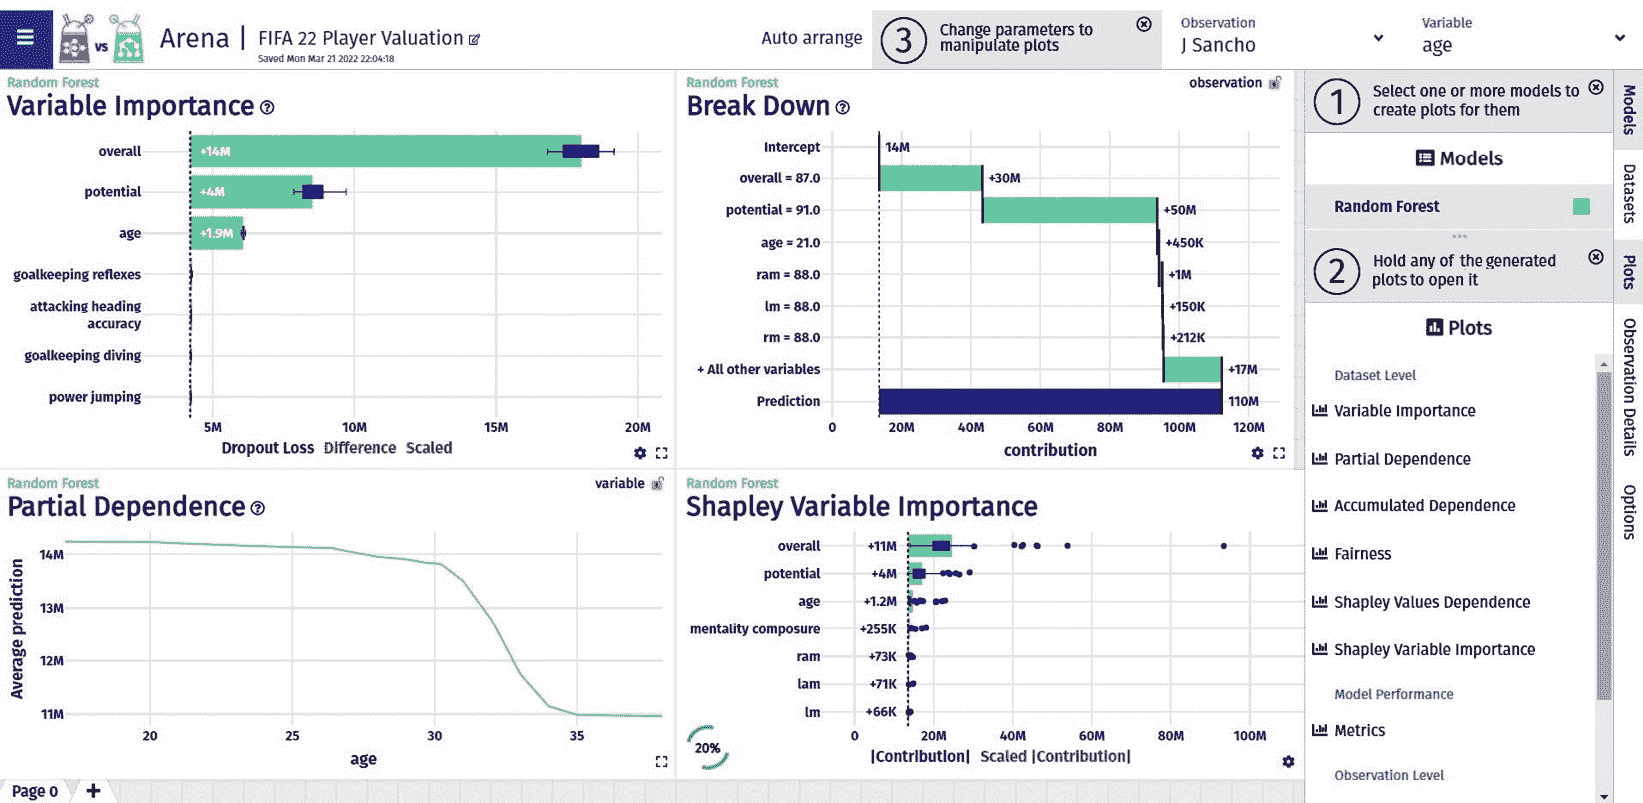 vs
Arena | FIFA 22 Player Valuation
Saved Mon Mar 21 2022 22:04:18
Auto arrange
3
Change parameters to
manipulate plots
Observation
J Sancho
Variable
age
Random Forest
Variable Importance
overall
+14M
potential
+4M
age
+1.9M
goalkeeping reflexes
attacking heading
accuracy
goalkeeping diving
power jumping
5M 10M 15M 20M
Dropout Loss Difference Scaled
Random Forest
observation
Break Down
Intercept 14M
overall = 87.0 +30M
potential = 91.0 +50M
age = 21.0 +450K
ram = 88.0 +1M
lm = 88.0 +150K
rm = 88.0 +212K
+ All other variables +17M
Prediction 110M
0 20M 40M 60M 80M 100M 120M
contribution
Random Forest
variable
Partial Dependence
Average prediction
14M
13M
12M
11M
20 25 30 35
age
Random Forest
Shapley Variable Importance
overall +11M
potential +4M
age +1.2M
mentality composure +255K
ram +73K
lam +71K
lm +66K
0 20M 40M 60M 80M 100M
|Contribution| Scaled |Contribution|
20%
1
Select one or more models to
create plots for them
Models
Random Forest
2
Hold any of the generated
plots to open it
Plots
Dataset Level
Variable Importance
Partial Dependence
Accumulated Dependence
Fairness
Shapley Values Dependence
Shapley Variable Importance
Model Performance
Metrics
Observation Level
Models
Datasets
Plots
Observation Details
Options
Page 0 +